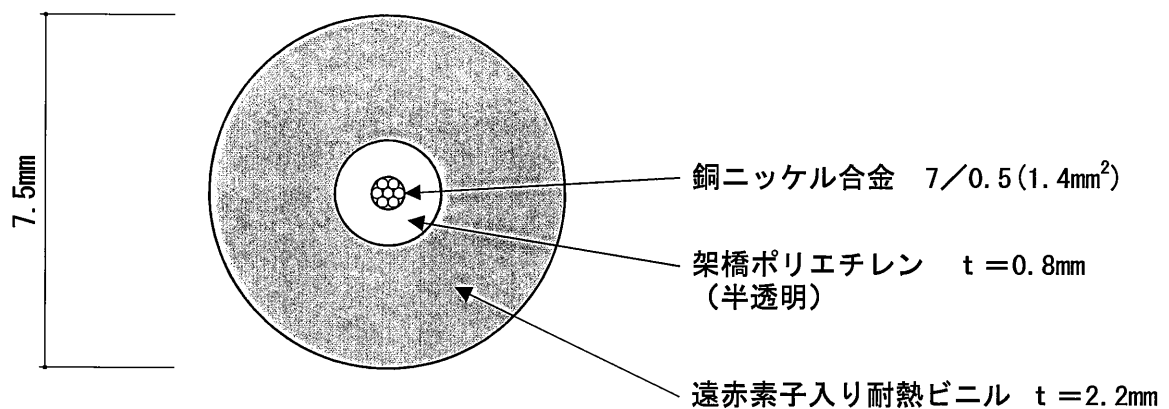 7.5mm
銅ニッケル合金　7／0.5(1.4mm²)
架橋ポリエチレン　t＝0.8mm
（半透明）
遠赤素子入り耐熱ビニル　t＝2.2mm